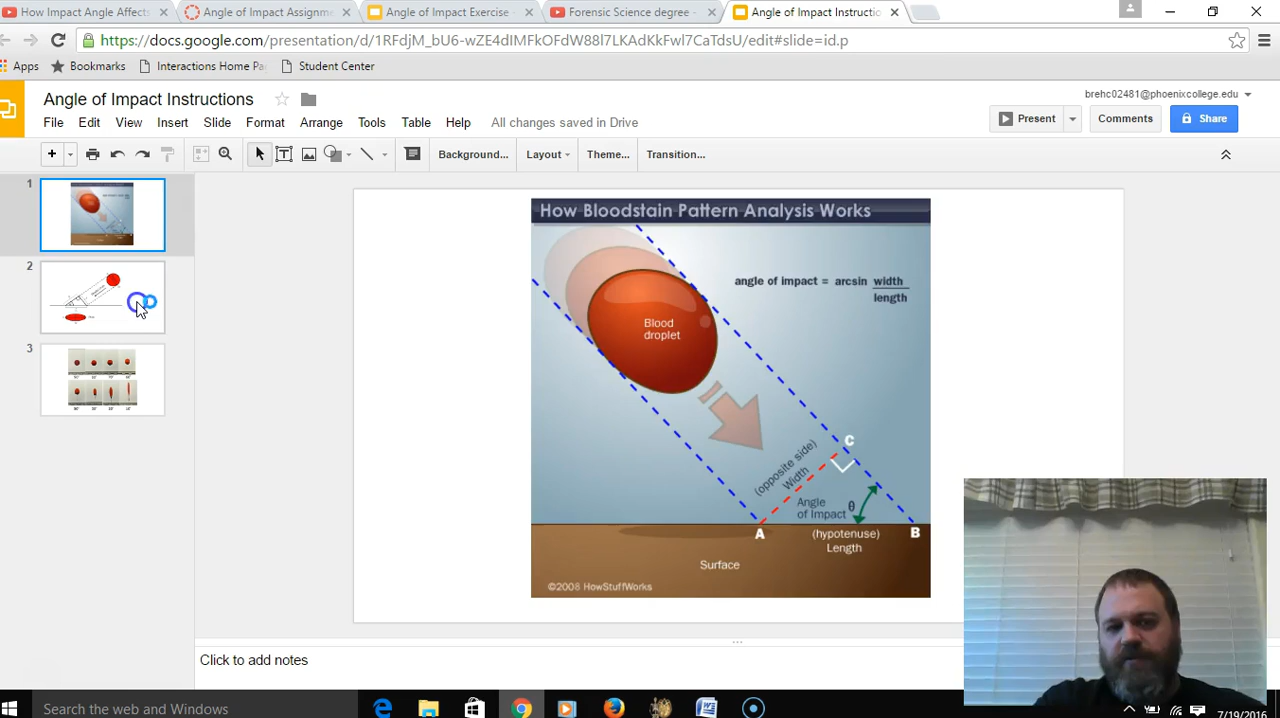 How Impact Angle Affects
Angle of Impact Assignm
Angle of Impact Exercise -
Forensic Science degree -
Angle of Impact Instructio
https://docs.google.com/presentation/d/1RFdjM_bU6-wZE4dIMFkOFdW88l7LKAdKkFwl7CaTdsU/edit#slide=id.p
Apps
Bookmarks
Interactions Home Pa
Student Center
Angle of Impact Instructions
brehc02481@phoenixcollege.edu
File Edit View Insert Slide Format Arrange Tools Table Help
All changes saved in Drive
Present
Comments
Share
Background...
Layout
Theme...
Transition...
1
2
3
How Bloodstain Pattern Analysis Works
angle of impact = arcsin width
length
Blood
droplet
(opposite side)
Width
C
Angle
of Impact θ
A
(hypotenuse)
Length
B
Surface
©2008 HowStuffWorks
Click to add notes
Search the web and Windows
7/19/2016